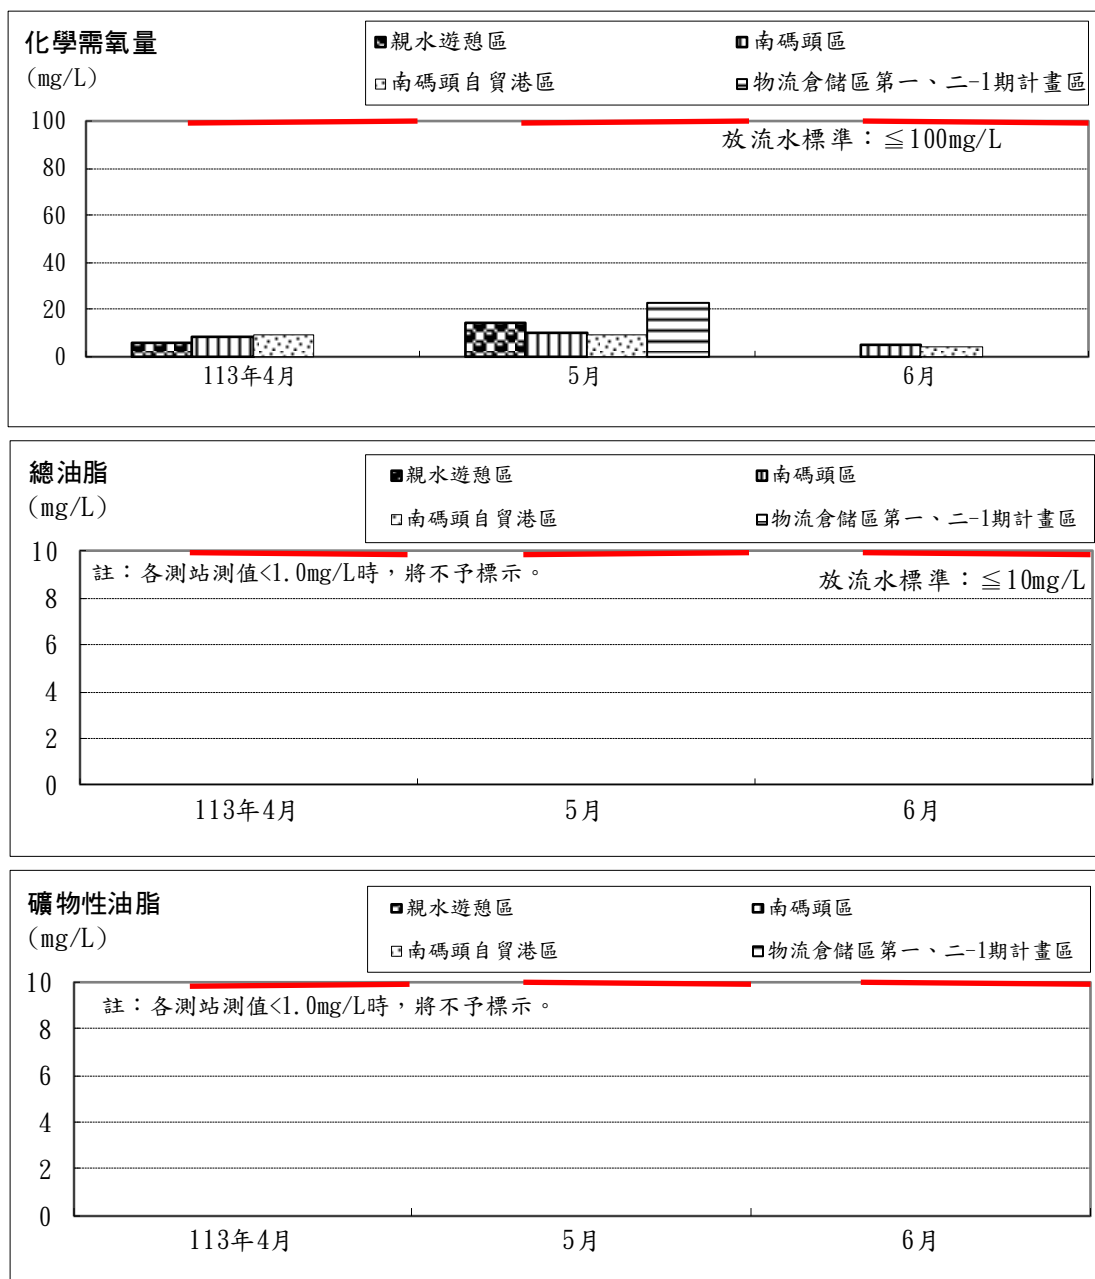 化學需氧量
(mg/L)
親水遊憩區 南碼頭區
南碼頭自貿港區 物流倉儲區第一、二-1期計畫區
100
放流水標準：≦100mg/L
80
60
40
20
0
113年4月 5月 6月
總油脂
(mg/L)
親水遊憩區 南碼頭區
南碼頭自貿港區 物流倉儲區第一、二-1期計畫區
10
註：各測站測值<1.0mg/L時，將不予標示。
放流水標準：≦10mg/L
8
6
4
2
0
113年4月 5月 6月
礦物性油脂
(mg/L)
親水遊憩區 南碼頭區
南碼頭自貿港區 物流倉儲區第一、二-1期計畫區
10
註：各測站測值<1.0mg/L時，將不予標示。
8
6
4
2
0
113年4月 5月 6月